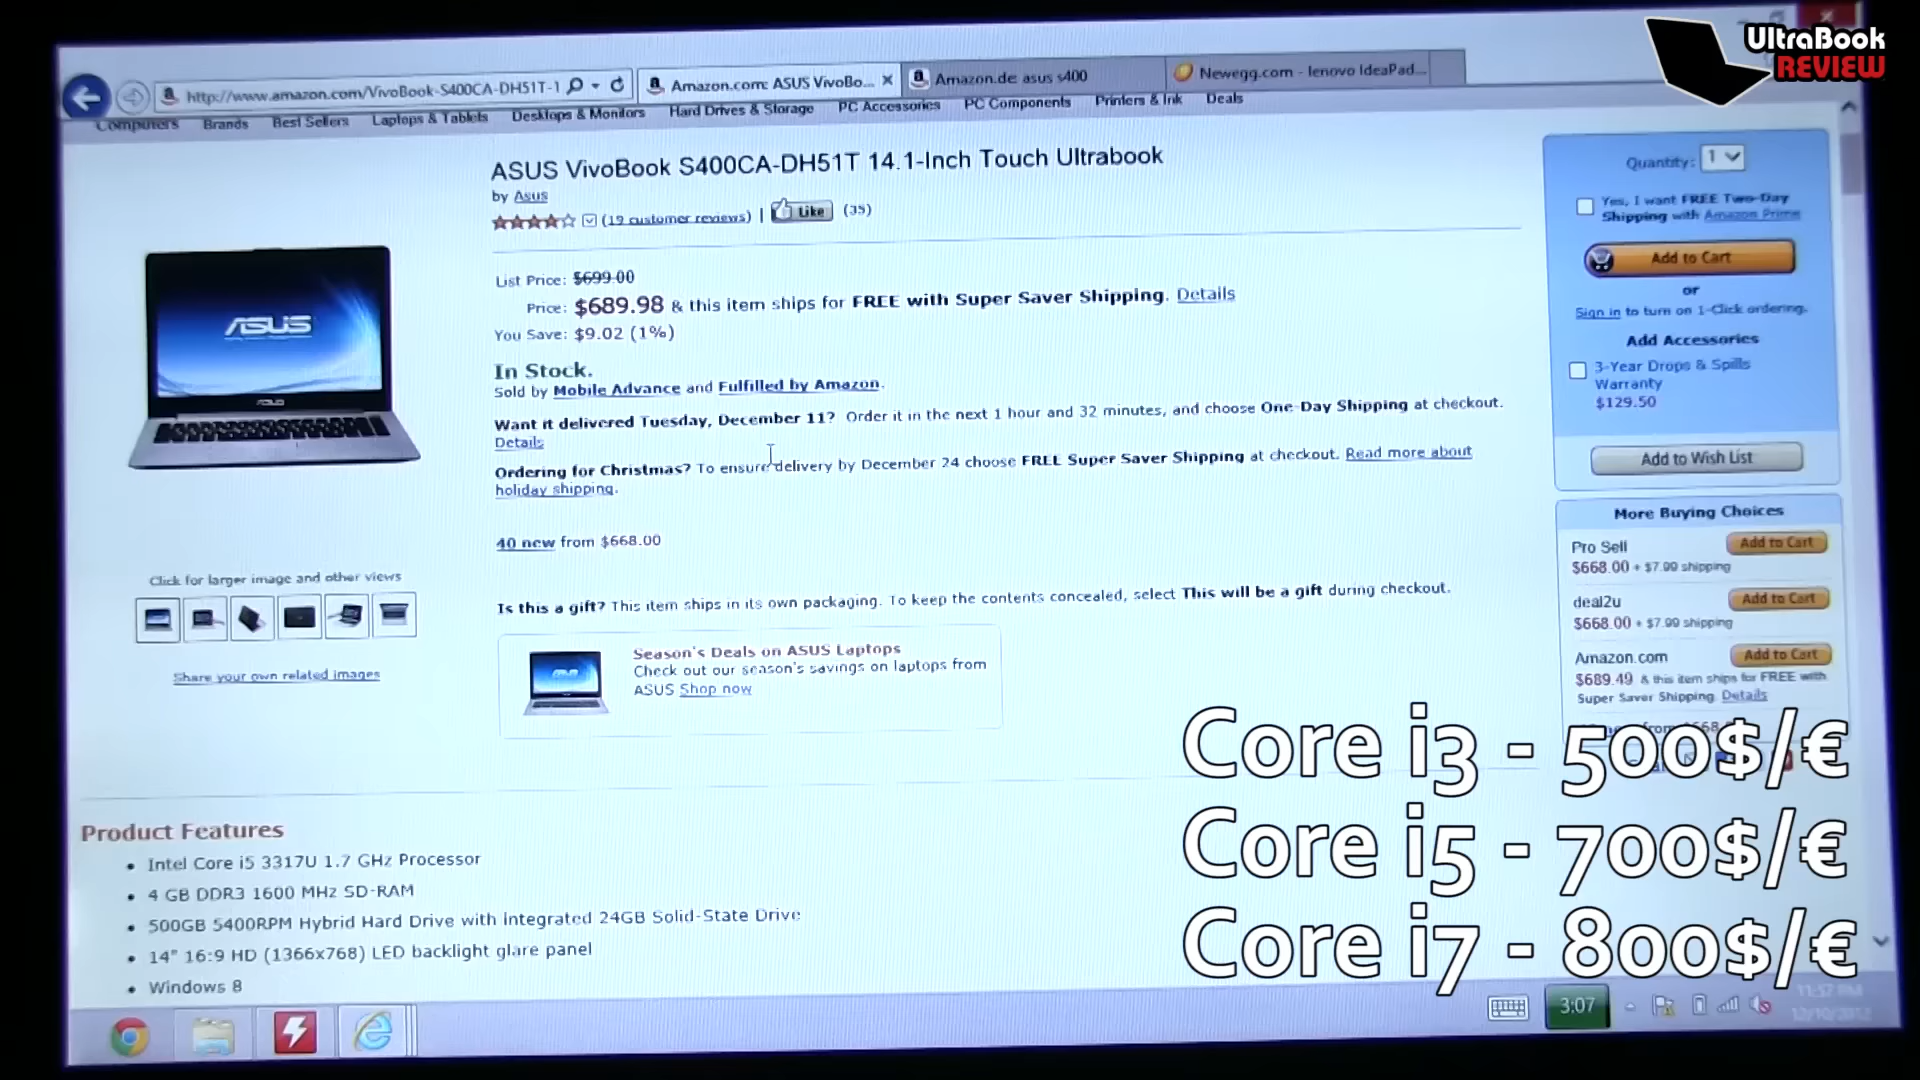 UltraBook
REVIEW
http://www.amazon.com/VivoBook-S400CA-DH51T-1
Amazon.com: ASUS VivoBo...
Amazon.de: asus s400
Newegg.com - lenovo IdeaPad...
Computers Brands Best Sellers Laptops & Tablets Desktops & Monitors Hard Drives & Storage PC Accessories PC Components Printers & Ink Deals
ASUS VivoBook S400CA-DH51T 14.1-Inch Touch Ultrabook
by Asus
(19 customer reviews) | Like (35)
List Price: $699.00
Price: $689.98 & this item ships for FREE with Super Saver Shipping. Details
You Save: $9.02 (1%)
In Stock.
Sold by Mobile Advance and Fulfilled by Amazon.
Want it delivered Tuesday, December 11? Order it in the next 1 hour and 32 minutes, and choose One-Day Shipping at checkout.
Details
Ordering for Christmas? To ensure delivery by December 24 choose FREE Super Saver Shipping at checkout. Read more about
holiday shipping.
40 new from $668.00
Is this a gift? This item ships in its own packaging. To keep the contents concealed, select This will be a gift during checkout.
Season's Deals on ASUS Laptops
Check out our season's savings on laptops from
ASUS Shop now
ASUS
ASUS
Click for larger image and other views
Share your own related images
Quantity: 1
Yes, I want FREE Two-Day
Shipping with Amazon Prime
Add to Cart
or
Sign in to turn on 1-Click ordering.
Add Accessories
3-Year Drops & Spills
Warranty
$129.50
Add to Wish List
More Buying Choices
Pro Sell Add to Cart
$668.00 + $7.99 shipping
deal2u Add to Cart
$668.00 + $7.99 shipping
Amazon.com Add to Cart
$689.49 & this item ships for FREE with
Super Saver Shipping. Details
Core i3 - 500$/€
Core i5 - 700$/€
Core i7 - 800$/€
Product Features
Intel Core i5 3317U 1.7 GHz Processor
4 GB DDR3 1600 MHz SD-RAM
500GB 5400RPM Hybrid Hard Drive with Integrated 24GB Solid-State Drive
14" 16:9 HD (1366x768) LED backlight glare panel
Windows 8
3:07